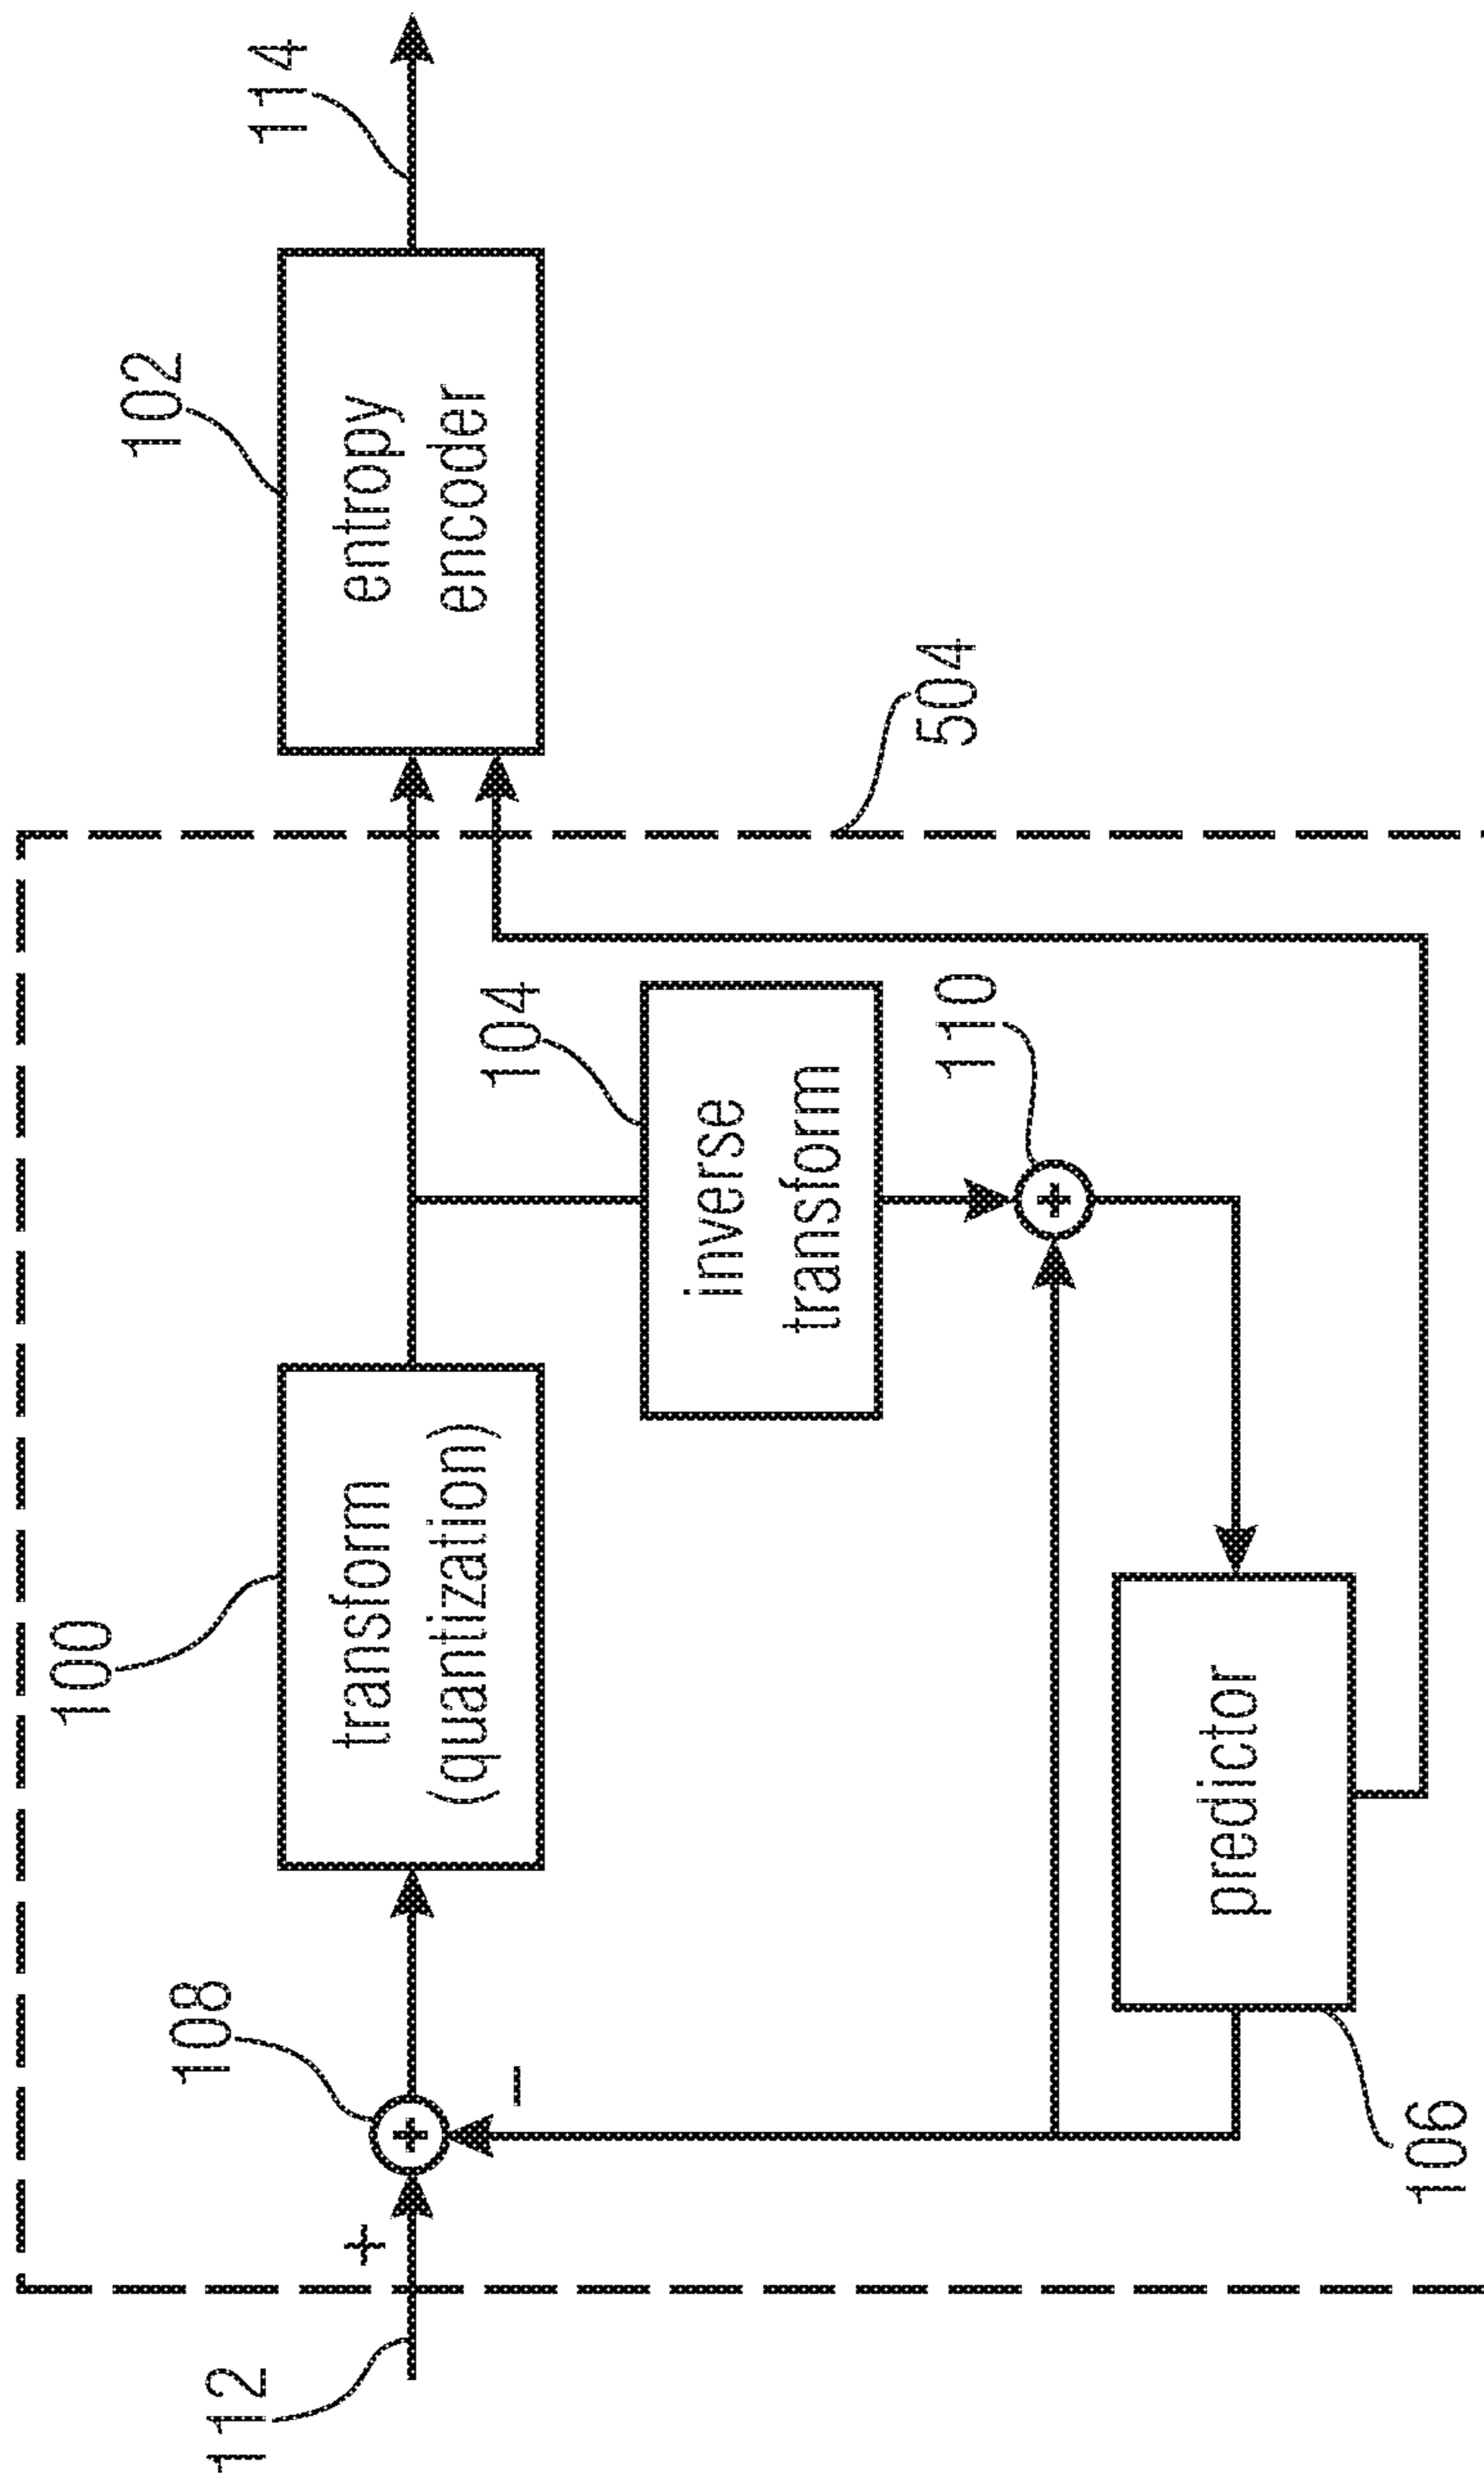 112
+
108
+
−
100
transform
(quantization)
104
inverse
transform
110
+
106
predictor
504
102
entropy
encoder
114